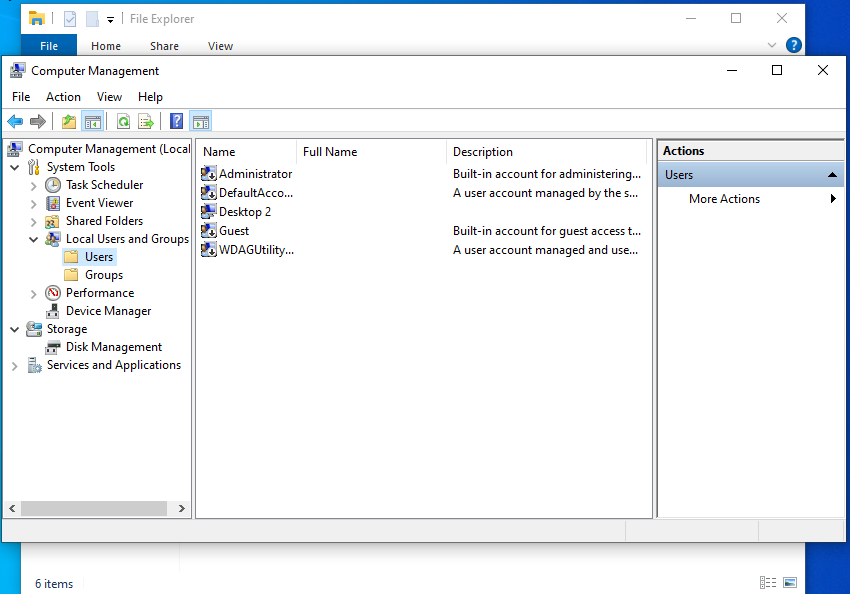 File Explorer
File Home Share View
Computer Management
File Action View Help
Computer Management (Local
System Tools
Task Scheduler
Event Viewer
Shared Folders
Local Users and Groups
Users
Groups
Performance
Device Manager
Storage
Disk Management
Services and Applications
Name Full Name Description
Administrator Built-in account for administering...
DefaultAcco... A user account managed by the s...
Desktop 2
Guest Built-in account for guest access t...
WDAGUtility... A user account managed and use...
Actions
Users
More Actions
6 items